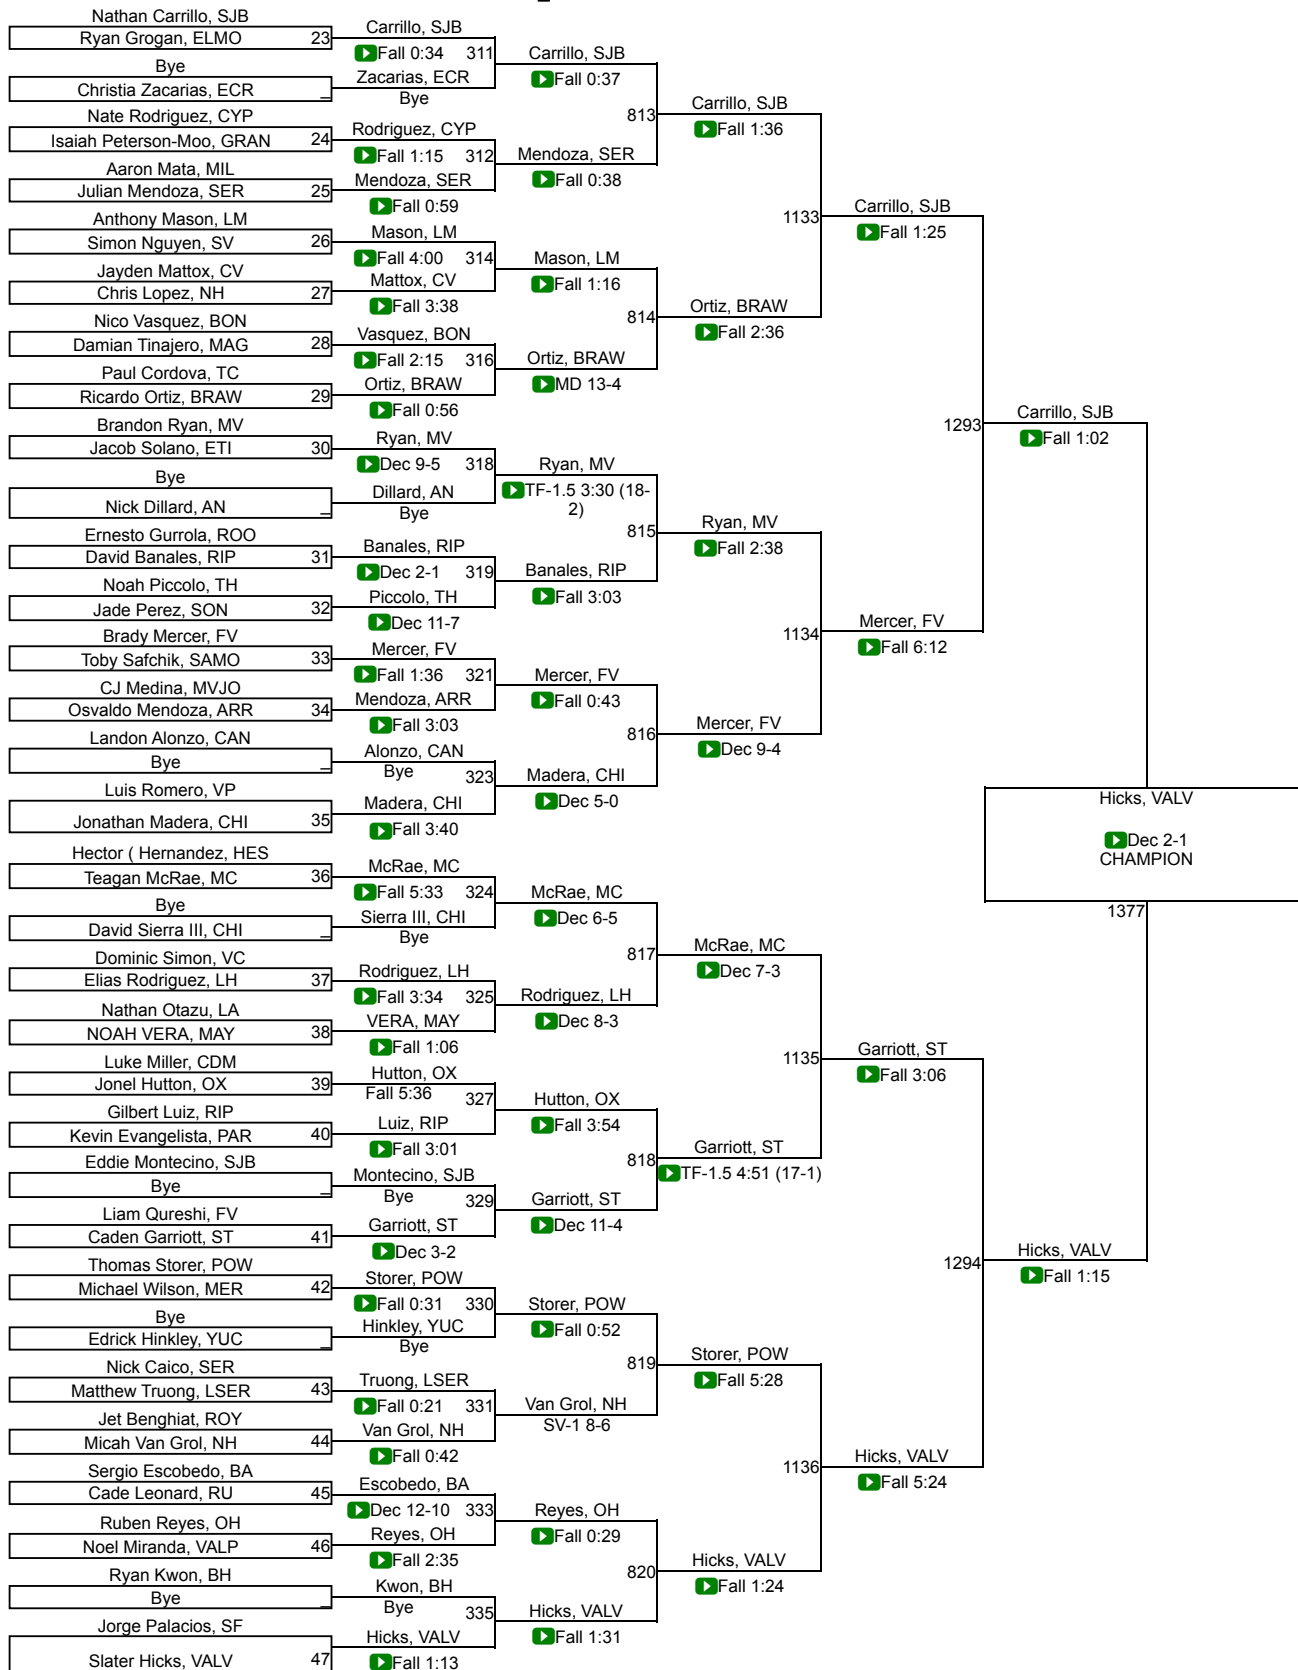 Nathan Carrillo, SJB
Ryan Grogan, ELMO 23
Bye
Christia Zacarias, ECR _
Nate Rodriguez, CYP
Isaiah Peterson-Moo, GRAN 24
Aaron Mata, MIL
Julian Mendoza, SER 25
Anthony Mason, LM
Simon Nguyen, SV 26
Jayden Mattox, CV
Chris Lopez, NH 27
Nico Vasquez, BON
Damian Tinajero, MAG 28
Paul Cordova, TC
Ricardo Ortiz, BRAW 29
Brandon Ryan, MV
Jacob Solano, ETI 30
Bye
Nick Dillard, AN _
Ernesto Gurrola, ROO
David Banales, RIP 31
Noah Piccolo, TH
Jade Perez, SON 32
Brady Mercer, FV
Toby Safchik, SAMO 33
CJ Medina, MVJO
Osvaldo Mendoza, ARR 34
Landon Alonzo, CAN
Bye _
Luis Romero, VP
Jonathan Madera, CHI 35
Hector ( Hernandez, HES
Teagan McRae, MC 36
Bye
David Sierra III, CHI _
Dominic Simon, VC
Elias Rodriguez, LH 37
Nathan Otazu, LA
NOAH VERA, MAY 38
Luke Miller, CDM
Jonel Hutton, OX 39
Gilbert Luiz, RIP
Kevin Evangelista, PAR 40
Eddie Montecino, SJB
Bye _
Liam Qureshi, FV
Caden Garriott, ST 41
Thomas Storer, POW
Michael Wilson, MER 42
Bye
Edrick Hinkley, YUC _
Nick Caico, SER
Matthew Truong, LSER 43
Jet Benghiat, ROY
Micah Van Grol, NH 44
Sergio Escobedo, BA
Cade Leonard, RU 45
Ruben Reyes, OH
Noel Miranda, VALP 46
Ryan Kwon, BH
Bye _
Jorge Palacios, SF
Slater Hicks, VALV 47
Carrillo, SJB
Fall 0:34 311
Zacarias, ECR
Bye
Rodriguez, CYP
Fall 1:15 312
Mendoza, SER
Fall 0:59
Mason, LM
Fall 4:00 314
Mattox, CV
Fall 3:38
Vasquez, BON
Fall 2:15 316
Ortiz, BRAW
Fall 0:56
Ryan, MV
Dec 9-5 318
Dillard, AN
Bye
Banales, RIP
Dec 2-1 319
Piccolo, TH
Dec 11-7
Mercer, FV
Fall 1:36 321
Mendoza, ARR
Fall 3:03
Alonzo, CAN
Bye 323
Madera, CHI
Fall 3:40
McRae, MC
Fall 5:33 324
Sierra III, CHI
Bye
Rodriguez, LH
Fall 3:34 325
VERA, MAY
Fall 1:06
Hutton, OX
Fall 5:36 327
Luiz, RIP
Fall 3:01
Montecino, SJB
Bye 329
Garriott, ST
Dec 3-2
Storer, POW
Fall 0:31 330
Hinkley, YUC
Bye
Truong, LSER
Fall 0:21 331
Van Grol, NH
Fall 0:42
Escobedo, BA
Dec 12-10 333
Reyes, OH
Fall 2:35
Kwon, BH
Bye 335
Hicks, VALV
Fall 1:13
Carrillo, SJB
Fall 0:37
813
Mendoza, SER
Fall 0:38
Mason, LM
Fall 1:16
814
Ortiz, BRAW
MD 13-4
Ryan, MV
TF-1.5 3:30 (18-
2)
815
Banales, RIP
Fall 3:03
Mercer, FV
Fall 0:43
816
Madera, CHI
Dec 5-0
McRae, MC
Dec 6-5
817
Rodriguez, LH
Dec 8-3
Hutton, OX
Fall 3:54
818
Garriott, ST
Dec 11-4
Storer, POW
Fall 0:52
819
Van Grol, NH
SV-1 8-6
Reyes, OH
Fall 0:29
820
Hicks, VALV
Fall 1:31
Carrillo, SJB
Fall 1:36
1133
Ortiz, BRAW
Fall 2:36
Ryan, MV
Fall 2:38
1134
Mercer, FV
Dec 9-4
McRae, MC
Dec 7-3
1135
Garriott, ST
TF-1.5 4:51 (17-1)
Storer, POW
Fall 5:28
1136
Hicks, VALV
Fall 1:24
Carrillo, SJB
Fall 1:25
1293
Mercer, FV
Fall 6:12
Garriott, ST
Fall 3:06
1294
Hicks, VALV
Fall 5:24
Carrillo, SJB
Fall 1:02
Hicks, VALV
Fall 1:15
Hicks, VALV
Dec 2-1
CHAMPION
1377